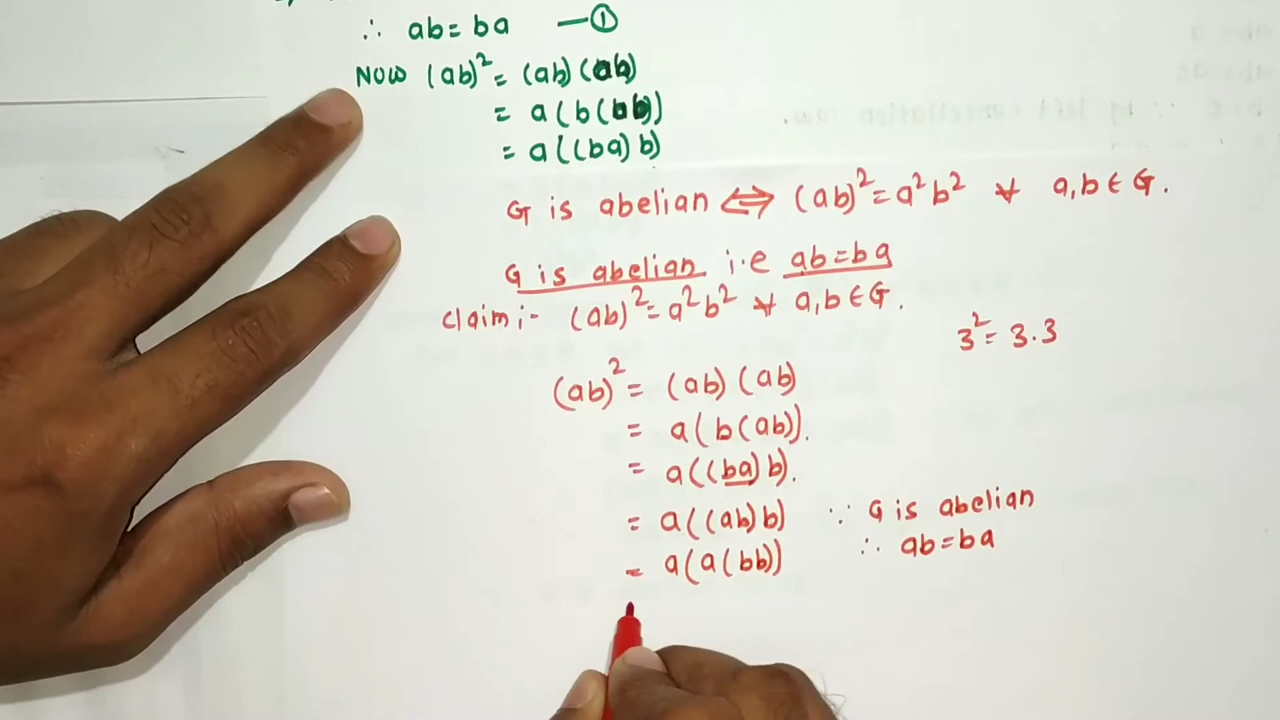 ∴ ab = ba —①
Now (ab)² = (ab)(ab)
= a(b(ab))
= a((ba)b)
G is abelian ⇔ (ab)² = a²b² ∀ a,b ∈ G.
G is abelian i.e ab = ba
Claim :- (ab)² = a²b² ∀ a,b ∈ G.
3² = 3.3
(ab)² = (ab)(ab)
= a(b(ab)).
= a((ba)b).
= a((ab)b) ∵ G is abelian
∴ ab = ba
= a(a(bb))